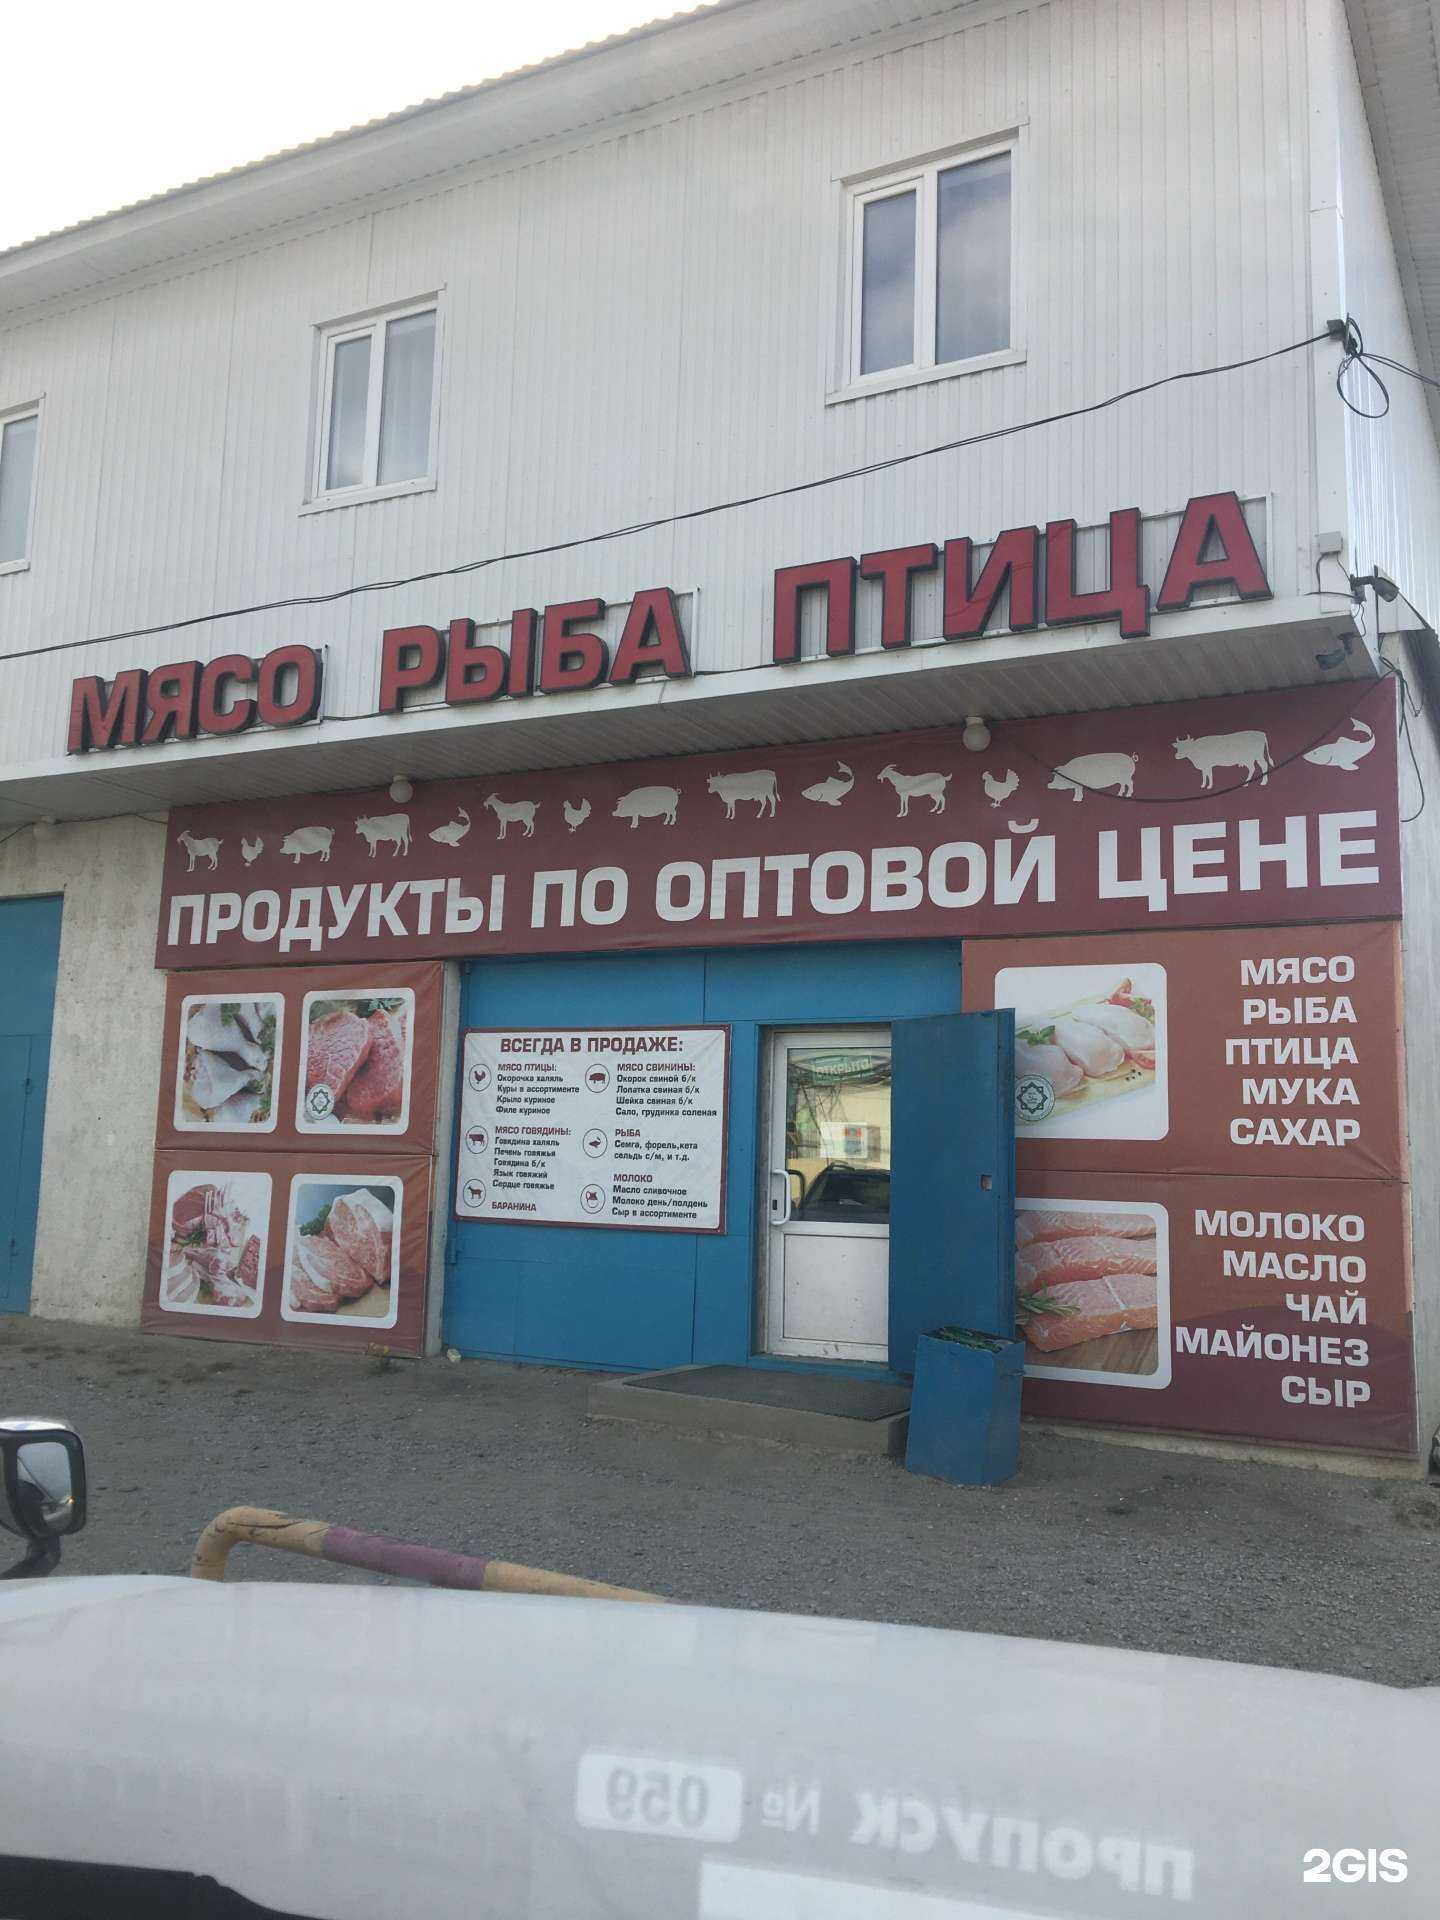 МЯСО РЫБА ПТИЦА
ПРОДУКТЫ ПО ОПТОВОЙ ЦЕНЕ
ВСЕГДА В ПРОДАЖЕ:
МЯСО ПТИЦЫ:
Окорочка халяль
Куры в ассортименте
Крыло куриное
Филе куриное
МЯСО ГОВЯДИНЫ:
Говядина халяль
Печень говяжья
Говядина б/к
Язык говяжий
Сердце говяжье
БАРАНИНА
МЯСО СВИНИНЫ:
Окорок свиной б/к
Лопатка свиная б/к
Шейка свиная б/к
Сало, грудинка соленая
РЫБА
Семга, форель,кета
сельдь с/м, и т.д.
МОЛОКО
Масло сливочное
Молоко день/полдень
Сыр в ассортименте
ОТКРЫТО
МЯСО
РЫБА
ПТИЦА
МУКА
САХАР
МОЛОКО
МАСЛО
ЧАЙ
МАЙОНЕЗ
СЫР
ПРОПУСК № 059
2GIS